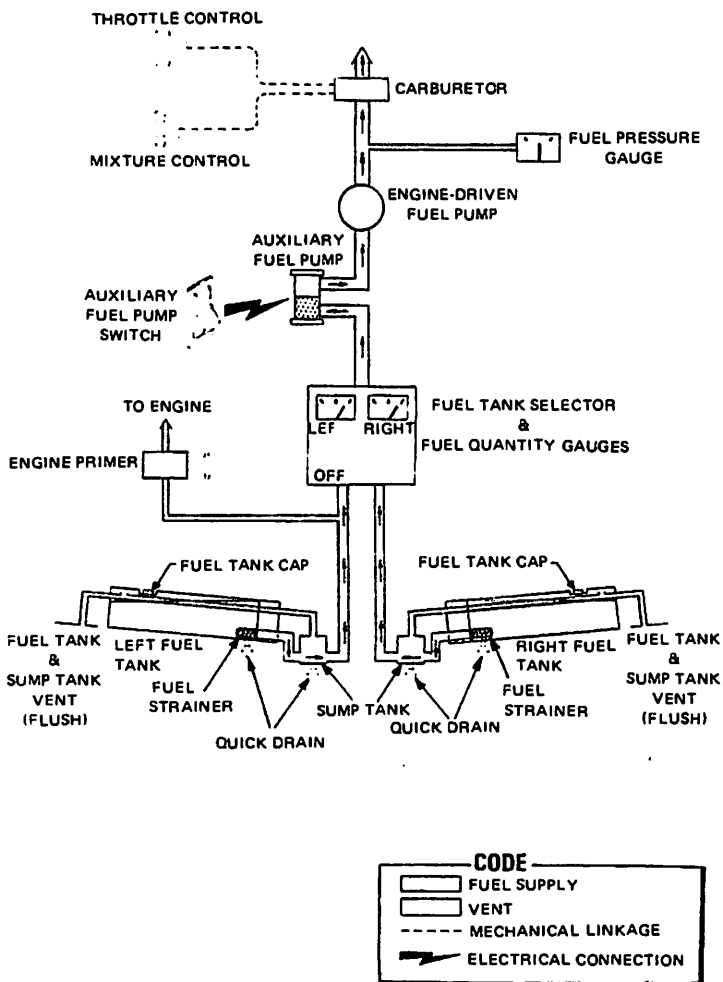 THROTTLE CONTROL
CARBURETOR
MIXTURE CONTROL
FUEL PRESSURE
GAUGE
ENGINE-DRIVEN
FUEL PUMP
AUXILIARY
FUEL PUMP
AUXILIARY
FUEL PUMP
SWITCH
TO ENGINE
ENGINE PRIMER
LEF
RIGHT
OFF
FUEL TANK SELECTOR
&
FUEL QUANTITY GAUGES
FUEL TANK CAP
FUEL TANK CAP
FUEL TANK
&
SUMP TANK
VENT
(FLUSH)
LEFT FUEL
TANK
FUEL
STRAINER
QUICK DRAIN
SUMP TANK
QUICK DRAIN
RIGHT FUEL
TANK
FUEL
STRAINER
FUEL TANK
&
SUMP TANK
VENT
(FLUSH)
CODE
FUEL SUPPLY
VENT
MECHANICAL LINKAGE
ELECTRICAL CONNECTION